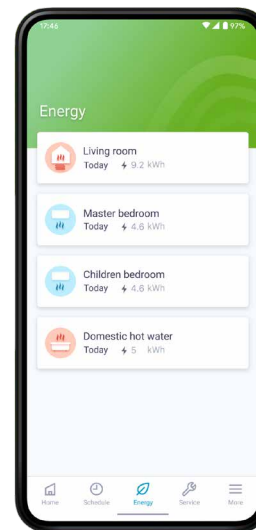 17:46
97%
Energy
Living room
Today 9.2 kWh
Master bedroom
Today 4.6 kWh
Children bedroom
Today 4.6 kWh
Domestic hot water
Today 5 kWh
Home Schedule Energy Service More